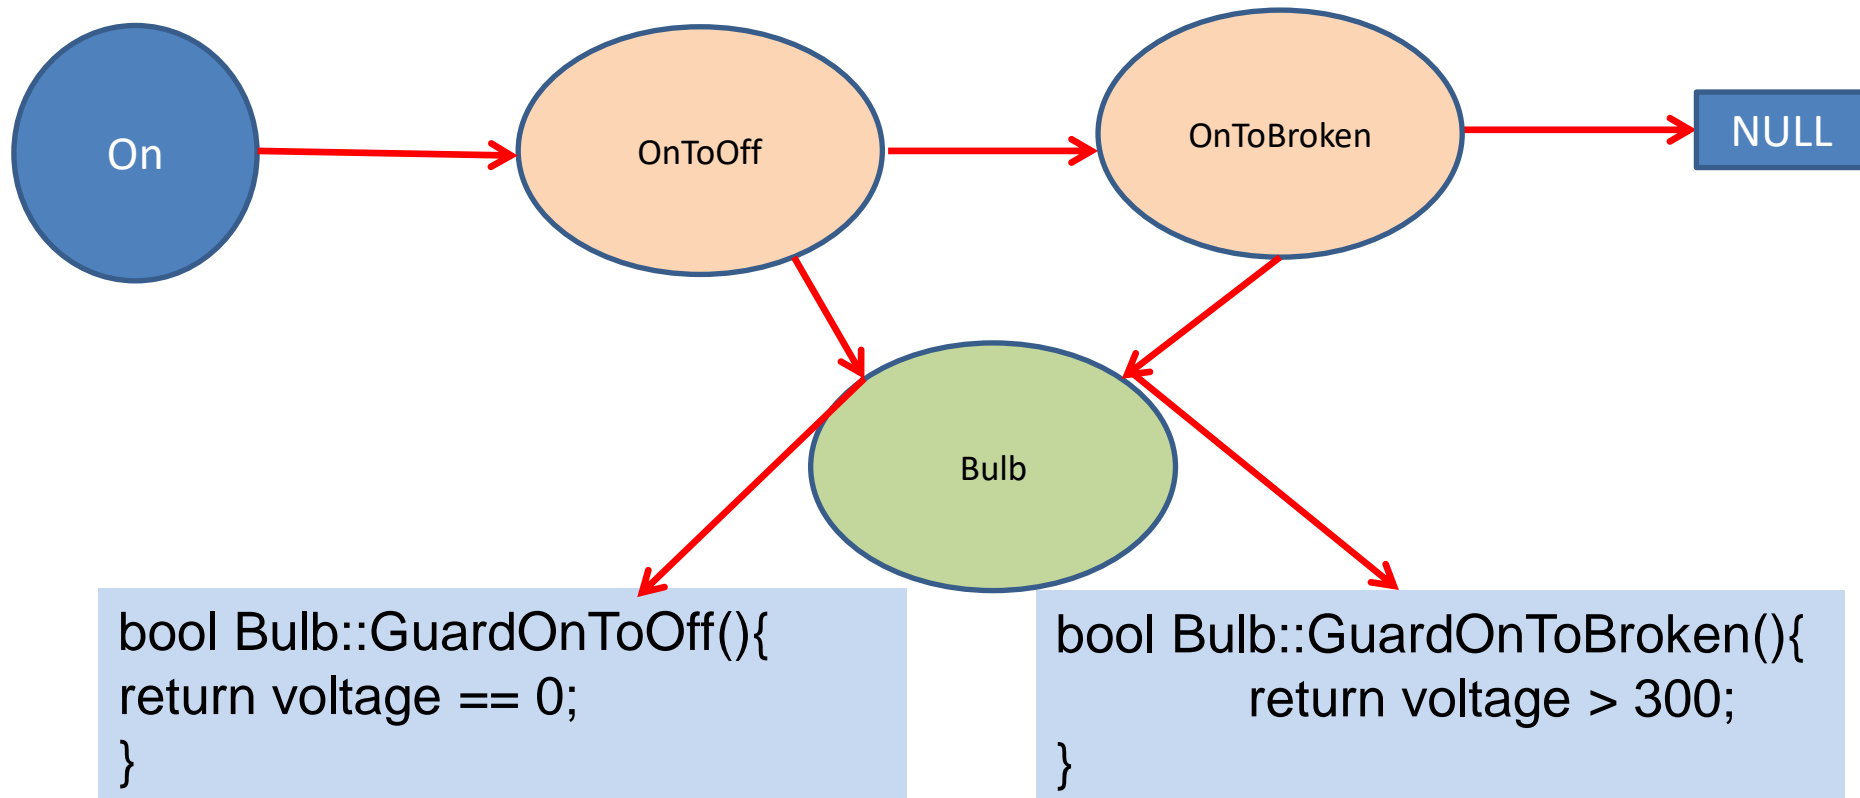 On
OnToOff
OnToBroken
NULL
Bulb
bool Bulb::GuardOnToOff(){
return voltage == 0;
}
bool Bulb::GuardOnToBroken(){
return voltage > 300;
}